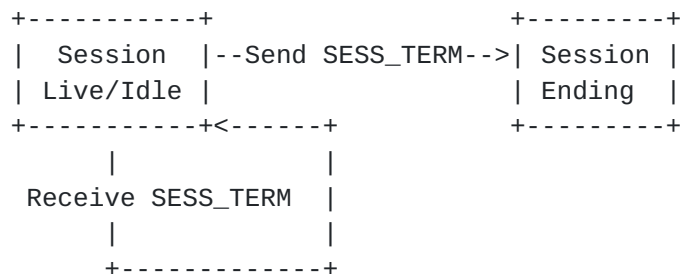 +-----------+                   +---------+
|  Session  |--Send SESS_TERM-->| Session |
| Live/Idle |                   | Ending  |
+-----------+<------+           +---------+
      |             |
 Receive SESS_TERM  |
      |             |
      +-------------+